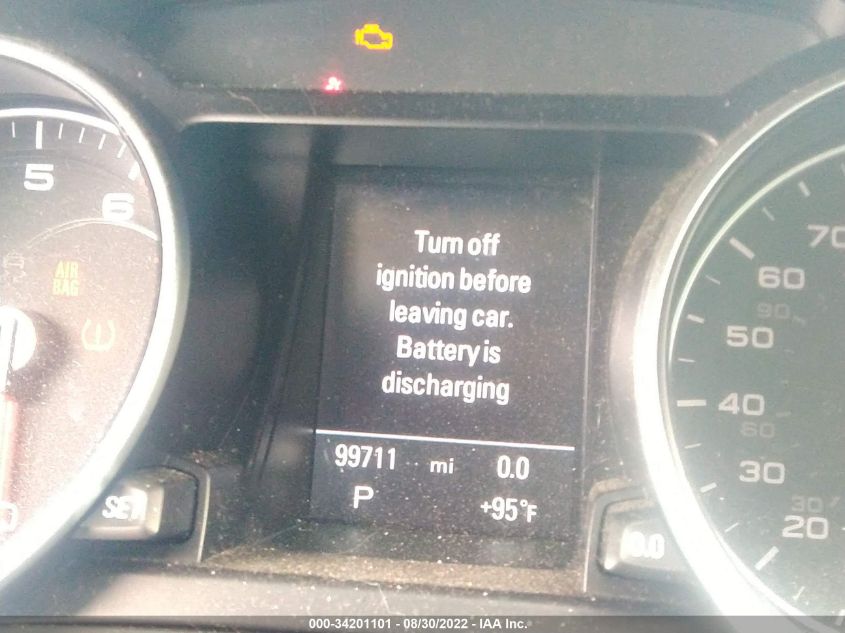 5
6
AIR
BAG
Turn off
ignition before
leaving car.
Battery is
discharging
99711 mi 0.0
P +95°F
SET
0.0
70
60
90
50
40
60
30
30
20
000-34201101 - 08/30/2022 - IAA Inc.